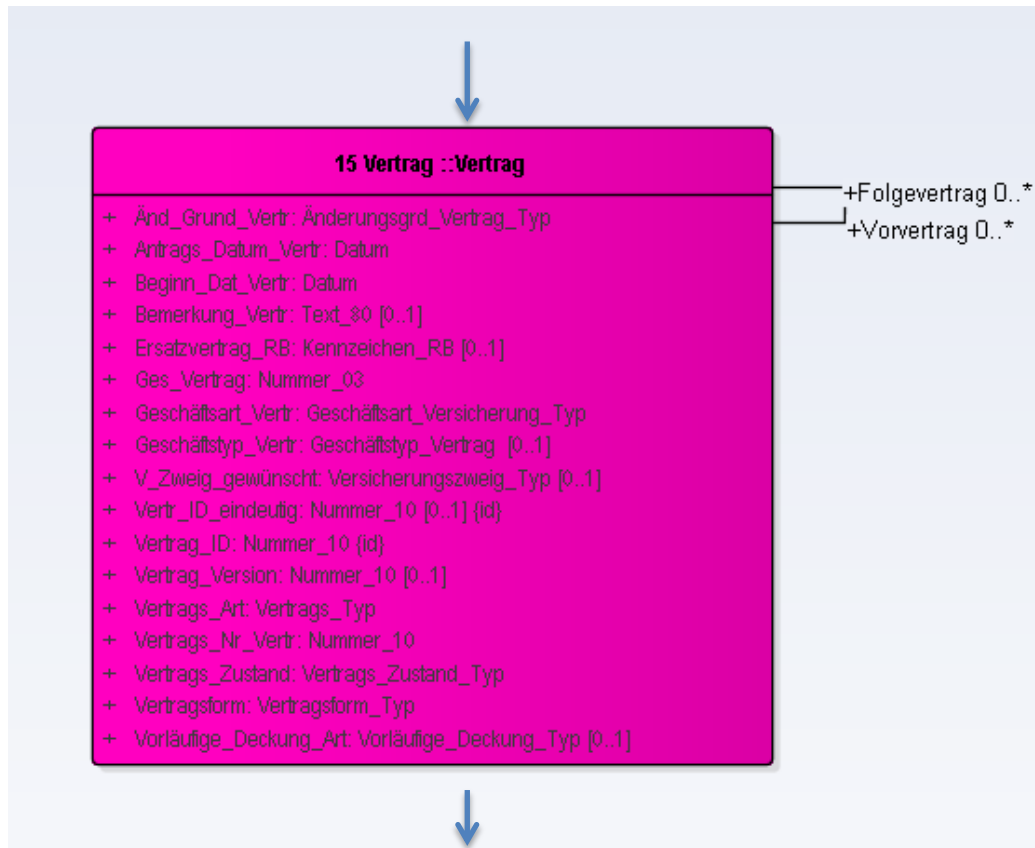 15 Vertrag ::Vertrag
+Folgevertrag 0..*
+Vorvertrag 0..*
+ Änd_Grund_Vertr: Änderungsgrd_Vertrag_Typ
+ Antrags_Datum_Vertr: Datum
+ Beginn_Dat_Vertr: Datum
+ Bemerkung_Vertr: Text_80 [0..1]
+ Ersatzvertrag_RB: Kennzeichen_RB [0..1]
+ Ges_Vertrag: Nummer_03
+ Geschäftsart_Vertr: Geschäftsart_Versicherung_Typ
+ Geschäftstyp_Vertr: Geschäftstyp_Vertrag [0..1]
+ V_Zweig_gewünscht: Versicherungszweig_Typ [0..1]
+ Vertr_ID_eindeutig: Nummer_10 [0..1] {id}
+ Vertrag_ID: Nummer_10 {id}
+ Vertrag_Version: Nummer_10 [0..1]
+ Vertrags_Art: Vertrags_Typ
+ Vertrags_Nr_Vertr: Nummer_10
+ Vertrags_Zustand: Vertrags_Zustand_Typ
+ Vertragsform: Vertragsform_Typ
+ Vorläufige_Deckung_Art: Vorläufige_Deckung_Typ [0..1]